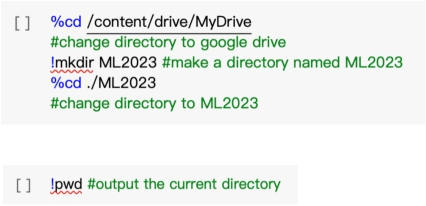 [ ] %cd /content/drive/MyDrive
#change directory to google drive
!mkdir ML2023 #make a directory named ML2023
%cd ./ML2023
#change directory to ML2023
[ ] !pwd #output the current directory